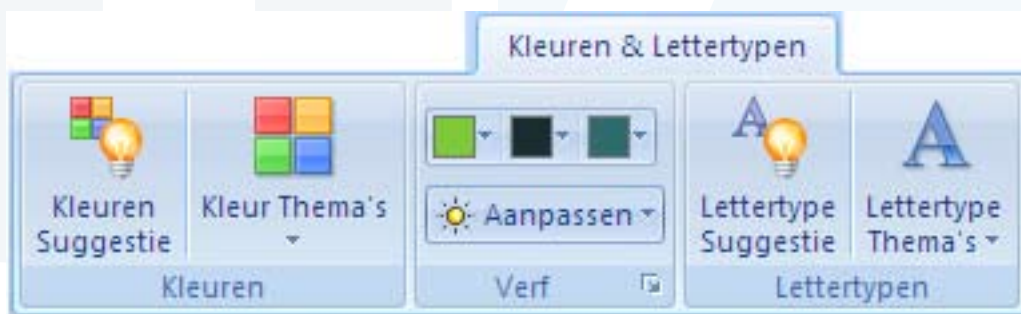 Kleuren & Lettertypen
Kleuren
Suggestie
Kleur Thema's
Kleuren
Aanpassen
Verf
Lettertype
Suggestie
Lettertype
Thema's
Lettertypen